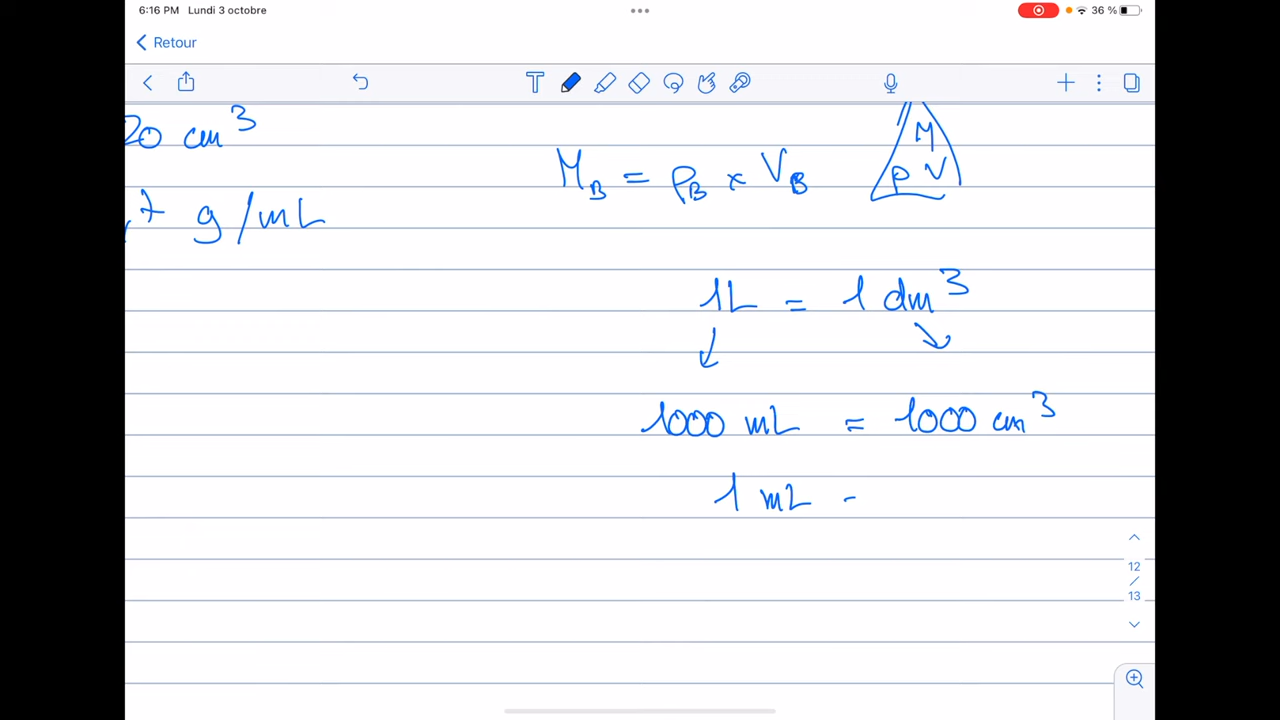 6:16 PM Lundi 3 octobre
36 %
Retour
20 cm³
7 g/mL
M_B = ρ_B × V_B
M
ρ V
1L = 1 dm³
1000 mL = 1000 cm³
1 mL -
12
/
13